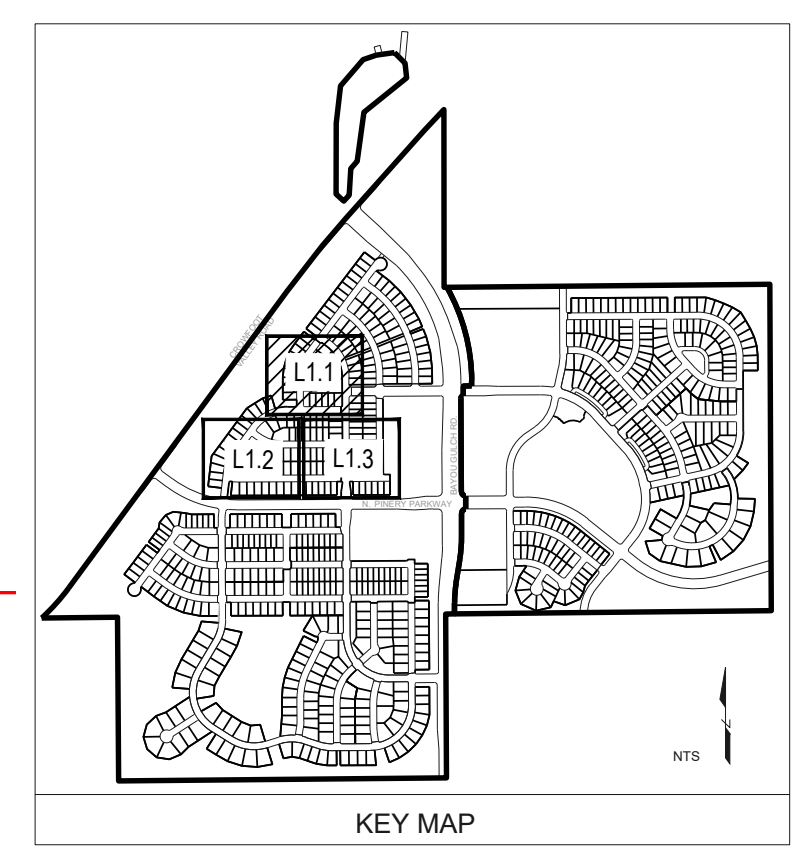 CROWFOOT
VALLEY ROAD
L1.1
L1.2
L1.3
BAYOU GULCH RD.
N. PINERY PARKWAY
NTS
Z
KEY MAP